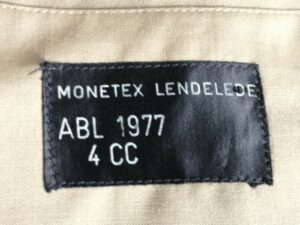 MONETEX LENDELEDE
ABL 1977
4 CC